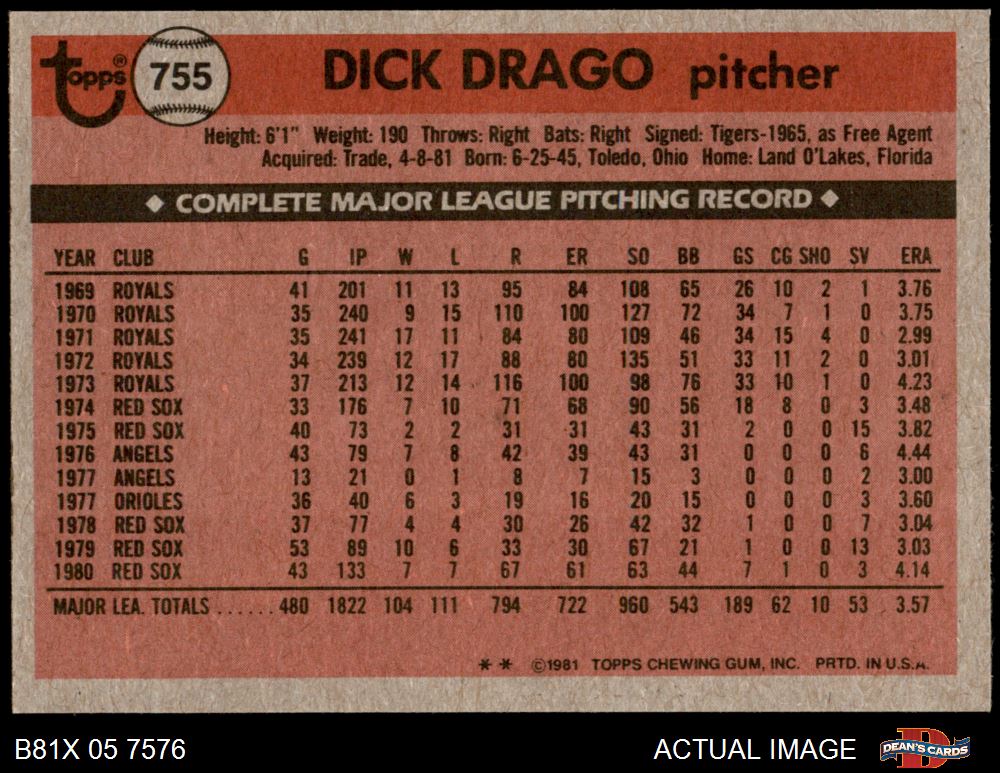 Topps® 755 DICK DRAGO pitcher
Height: 6'1" Weight: 190 Throws: Right Bats: Right Signed: Tigers-1965, as Free Agent
Acquired: Trade, 4-8-81 Born: 6-25-45, Toledo, Ohio Home: Land O'Lakes, Florida
◆ COMPLETE MAJOR LEAGUE PITCHING RECORD ◆
YEAR CLUB G IP W L R ER SO BB GS CG SHO SV ERA
1969 ROYALS 41 201 11 13 95 84 108 65 26 10 2 1 3.76
1970 ROYALS 35 240 9 15 110 100 127 72 34 7 1 0 3.75
1971 ROYALS 35 241 17 11 84 80 109 46 34 15 4 0 2.99
1972 ROYALS 34 239 12 17 88 80 135 51 33 11 2 0 3.01
1973 ROYALS 37 213 12 14 116 100 98 76 33 10 1 0 4.23
1974 RED SOX 33 176 7 10 71 68 90 56 18 8 0 3 3.48
1975 RED SOX 40 73 2 2 31 31 43 31 2 0 0 15 3.82
1976 ANGELS 43 79 7 8 42 39 43 31 0 0 0 6 4.44
1977 ANGELS 13 21 0 1 8 7 15 3 0 0 0 2 3.00
1977 ORIOLES 36 40 6 3 19 16 20 15 0 0 0 3 3.60
1978 RED SOX 37 77 4 4 30 26 42 32 1 0 0 7 3.04
1979 RED SOX 53 89 10 6 33 30 67 21 1 0 0 13 3.03
1980 RED SOX 43 133 7 7 67 61 63 44 7 1 0 3 4.14
MAJOR LEA. TOTALS ...... 480 1822 104 111 794 722 960 543 189 62 10 53 3.57
** ©1981 TOPPS CHEWING GUM, INC. PRTD. IN U.S.A.
B81X 05 7576 ACTUAL IMAGE DEAN'S CARDS